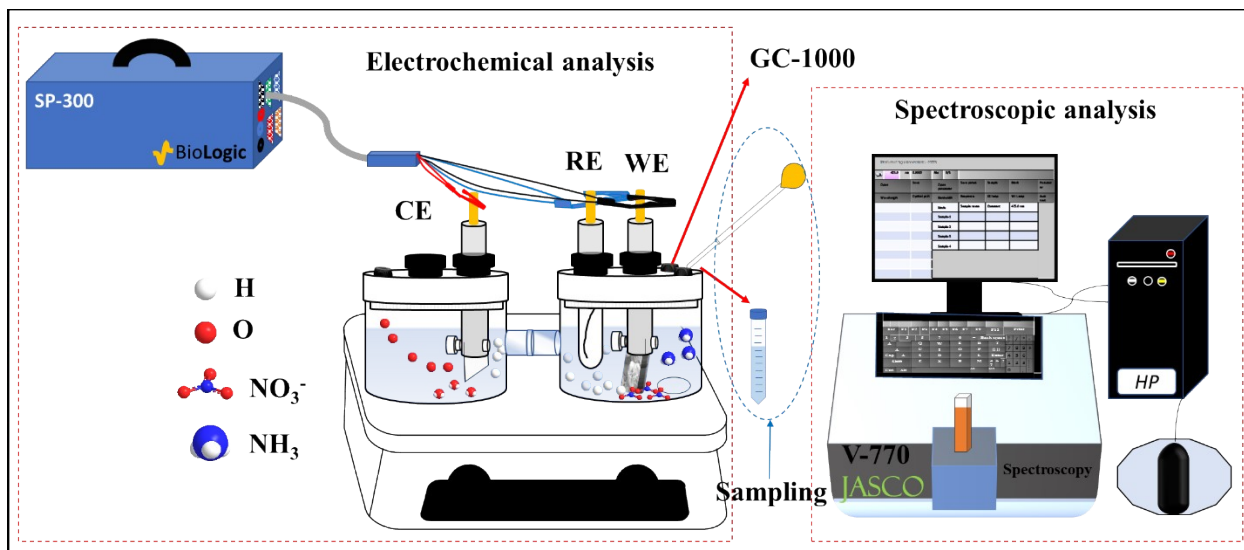 Electrochemical analysis
SP-300
BioLogic
CE
RE
WE
GC-1000
H
O
NO₃⁻
NH₃
Sampling
Spectroscopic analysis
HP
V-770
JASCO
Spectroscopy